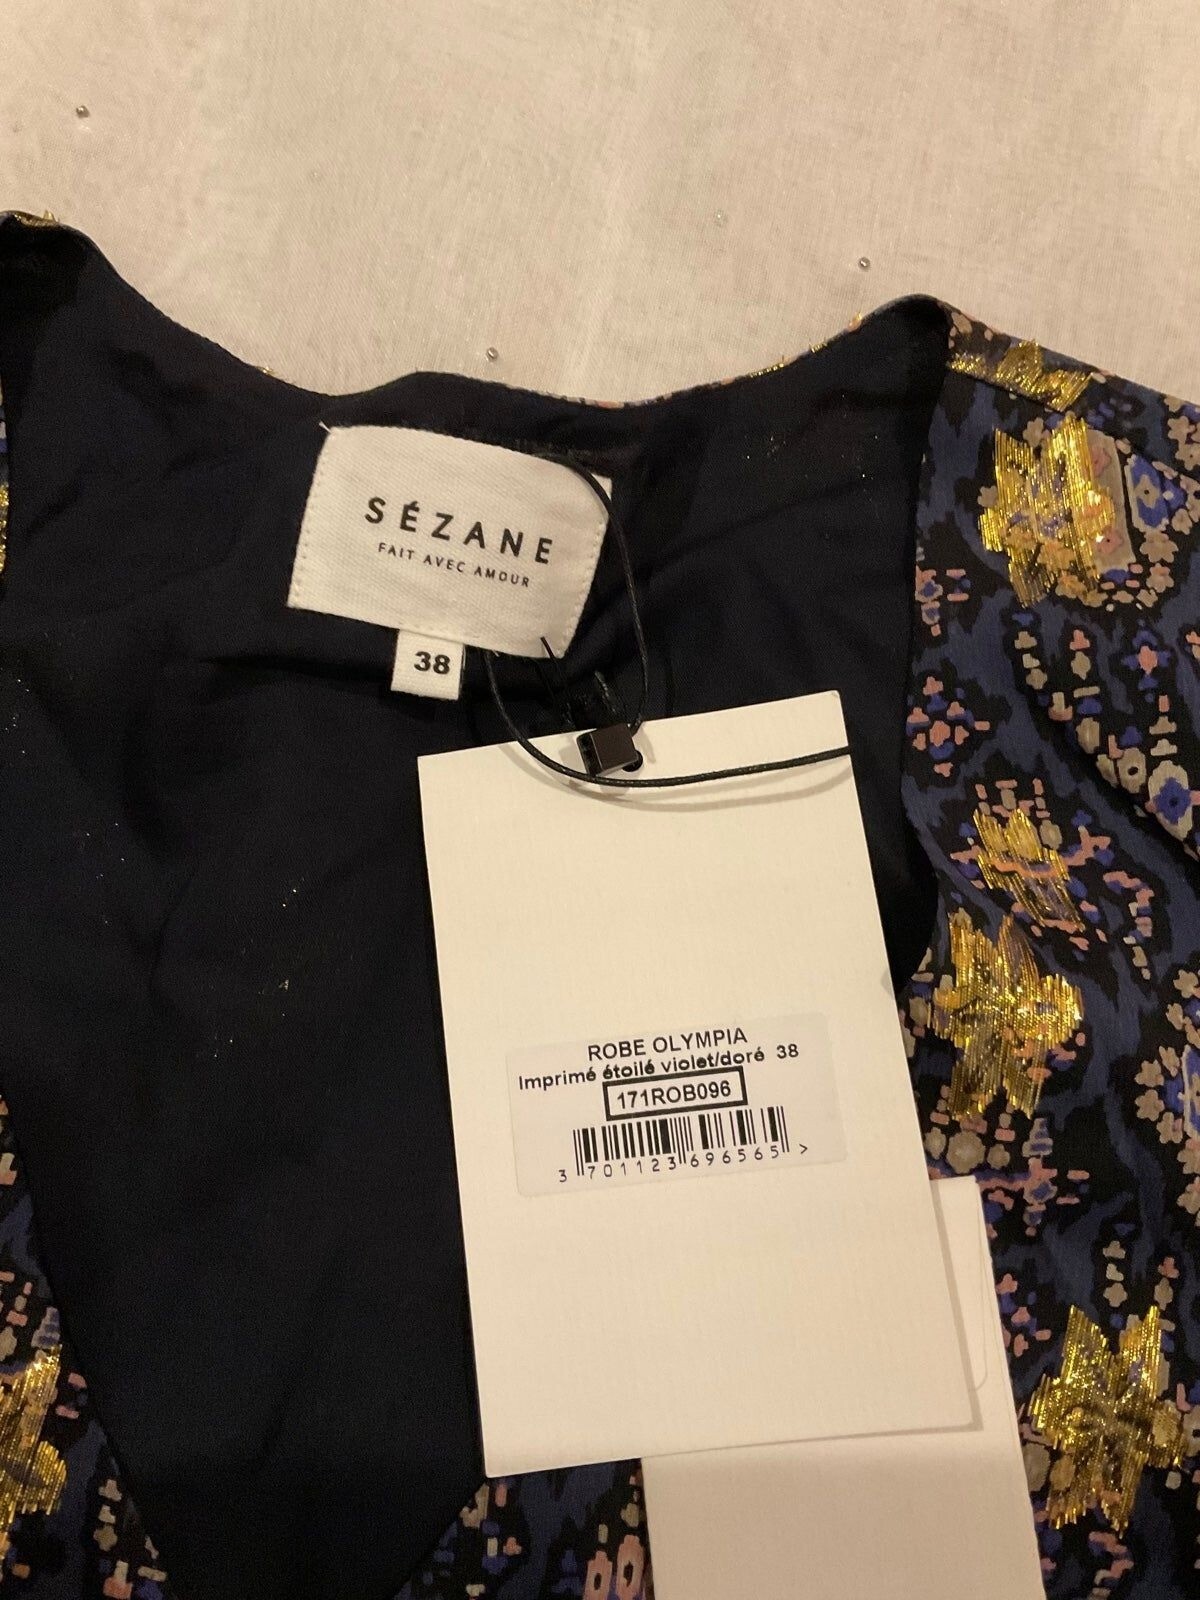 SÉZANE
FAIT AVEC AMOUR
38
ROBE OLYMPIA
Imprimé étoilé violet/doré 38
171ROB096
3 701123 696565 >